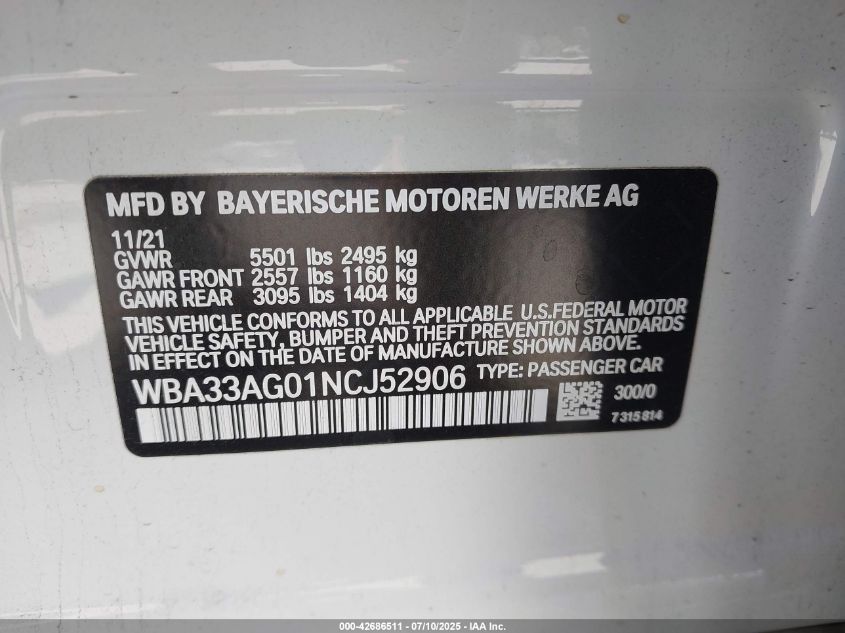 MFD BY BAYERISCHE MOTOREN WERKE AG
11/21
GVWR 5501 lbs 2495 kg
GAWR FRONT 2557 lbs 1160 kg
GAWR REAR 3095 lbs 1404 kg
THIS VEHICLE CONFORMS TO ALL APPLICABLE U.S.FEDERAL MOTOR
VEHICLE SAFETY, BUMPER AND THEFT PREVENTION STANDARDS
IN EFFECT ON THE DATE OF MANUFACTURE SHOWN ABOVE.
WBA33AG01NCJ52906 TYPE: PASSENGER CAR
300/0
7315814
000-42686511 - 07/10/2025 - IAA Inc.